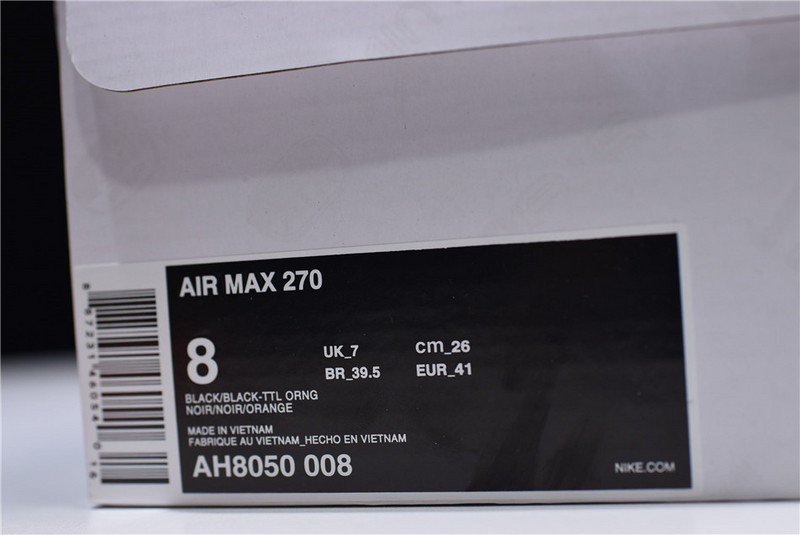 AIR MAX 270
8
UK_7
cm_26
BR_39.5
EUR_41
BLACK/BLACK-TTL ORNG
NOIR/NOIR/ORANGE
MADE IN VIETNAM
FABRIQUE AU VIETNAM_HECHO EN VIETNAM
AH8050 008
NIKE.COM